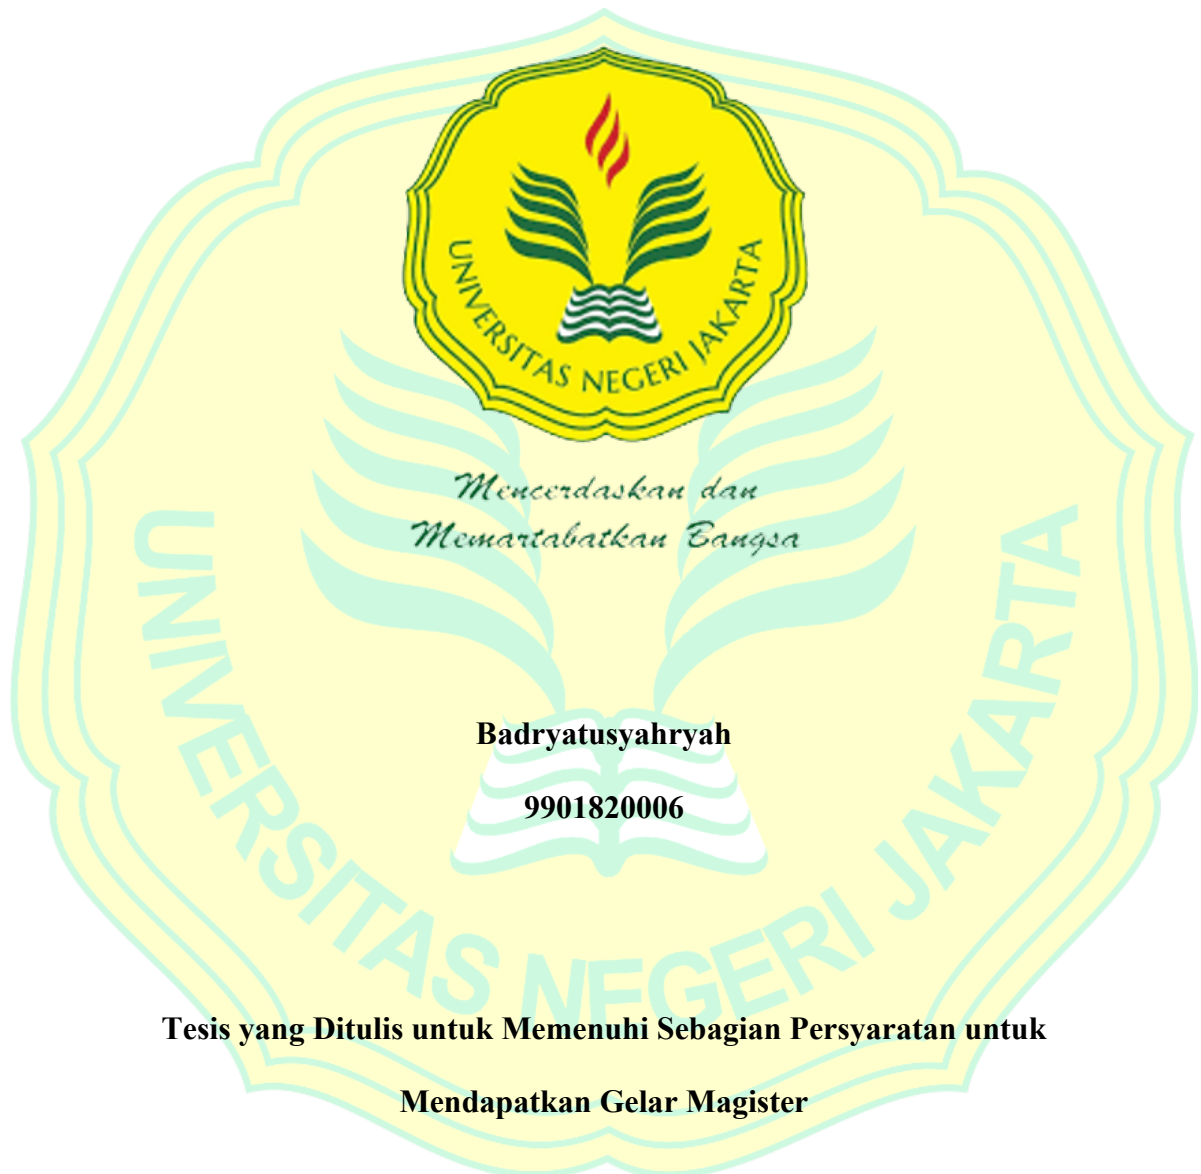 UNIVERSITAS NEGERI JAKARTA
Mencerdaskan dan
Memartabatkan Bangsa
UNIVERSITAS NEGERI JAKARTA
Badryatusyahryah
9901820006
Tesis yang Ditulis untuk Memenuhi Sebagian Persyaratan untuk
Mendapatkan Gelar Magister